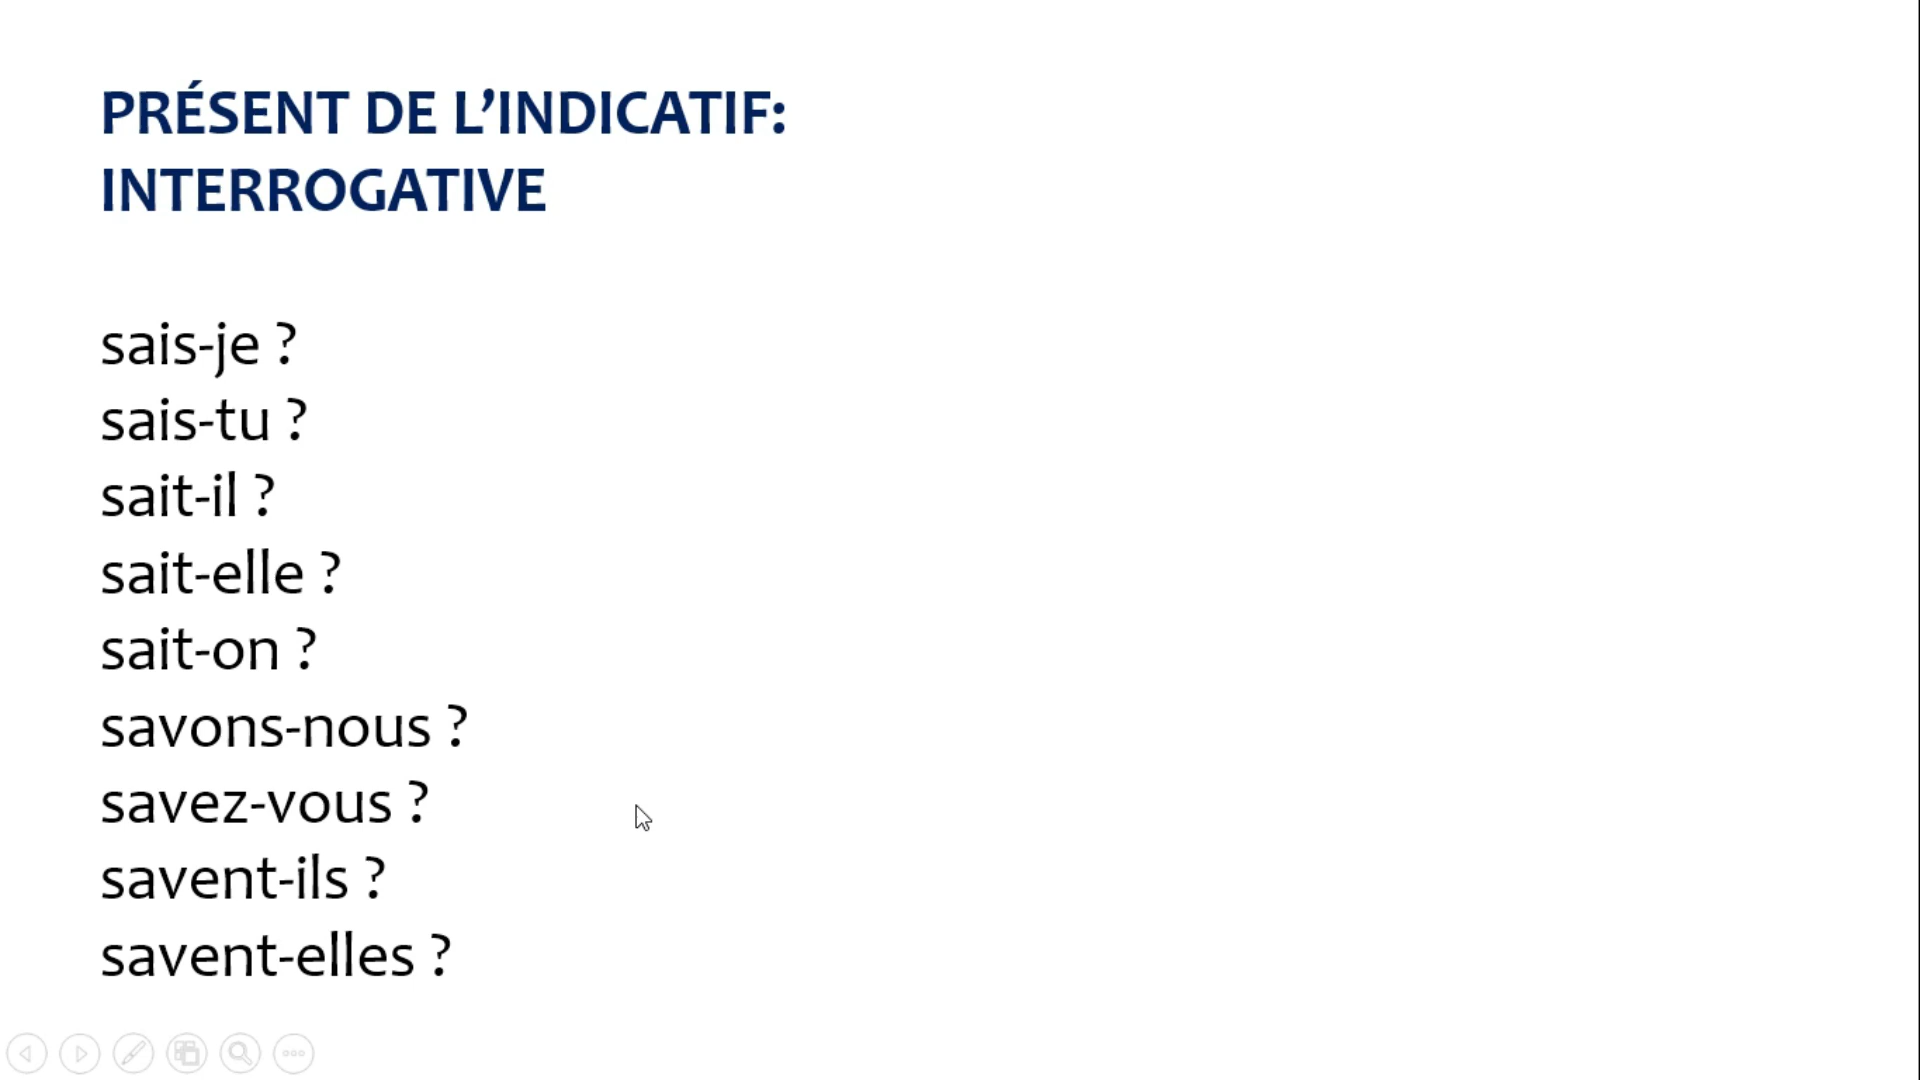 PRÉSENT DE L’INDICATIF:
INTERROGATIVE
sais-je ?
sais-tu ?
sait-il ?
sait-elle ?
sait-on ?
savons-nous ?
savez-vous ?
savent-ils ?
savent-elles ?